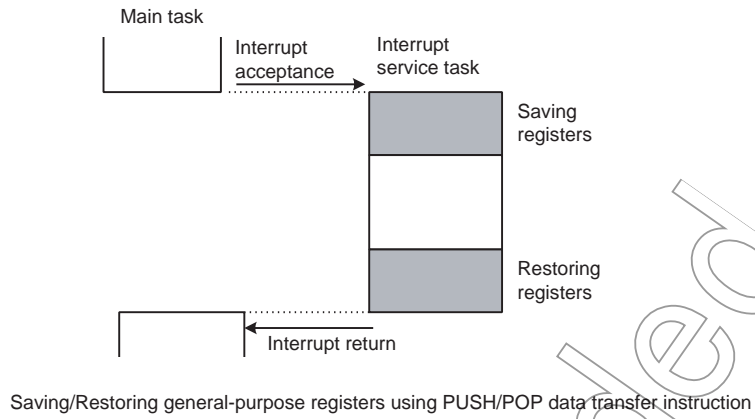 Main task
Interrupt
acceptance
Interrupt
service task
Saving
registers
Restoring
registers
Interrupt return
Saving/Restoring general-purpose registers using PUSH/POP data transfer instruction
ded